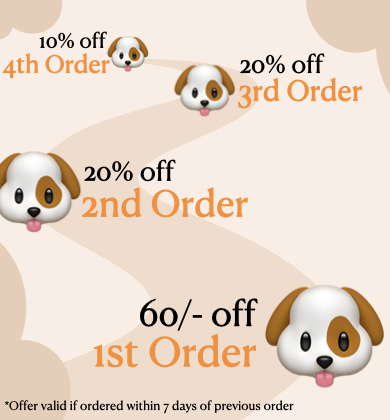 10% off
4th Order
20% off
3rd Order
20% off
2nd Order
60/- off
1st Order
*Offer valid if ordered within 7 days of previous order